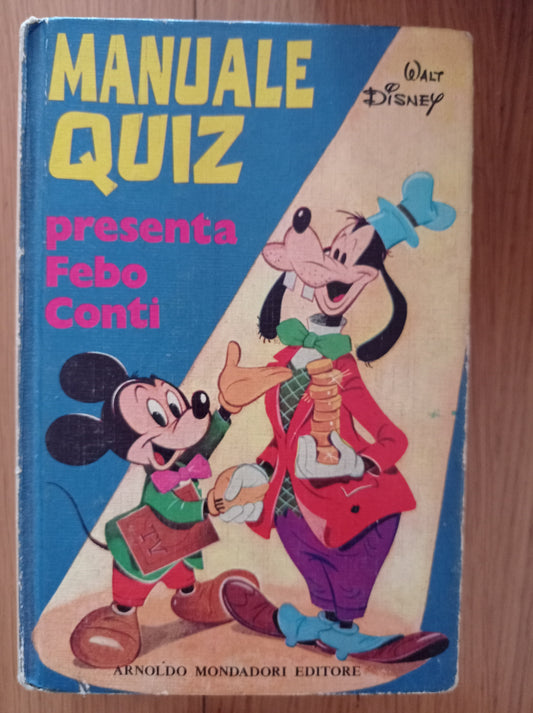 MANUALE
QUIZ
presenta
Febo
Conti
WALT
DISNEY
TV
ARNOLDO MONDADORI EDITORE